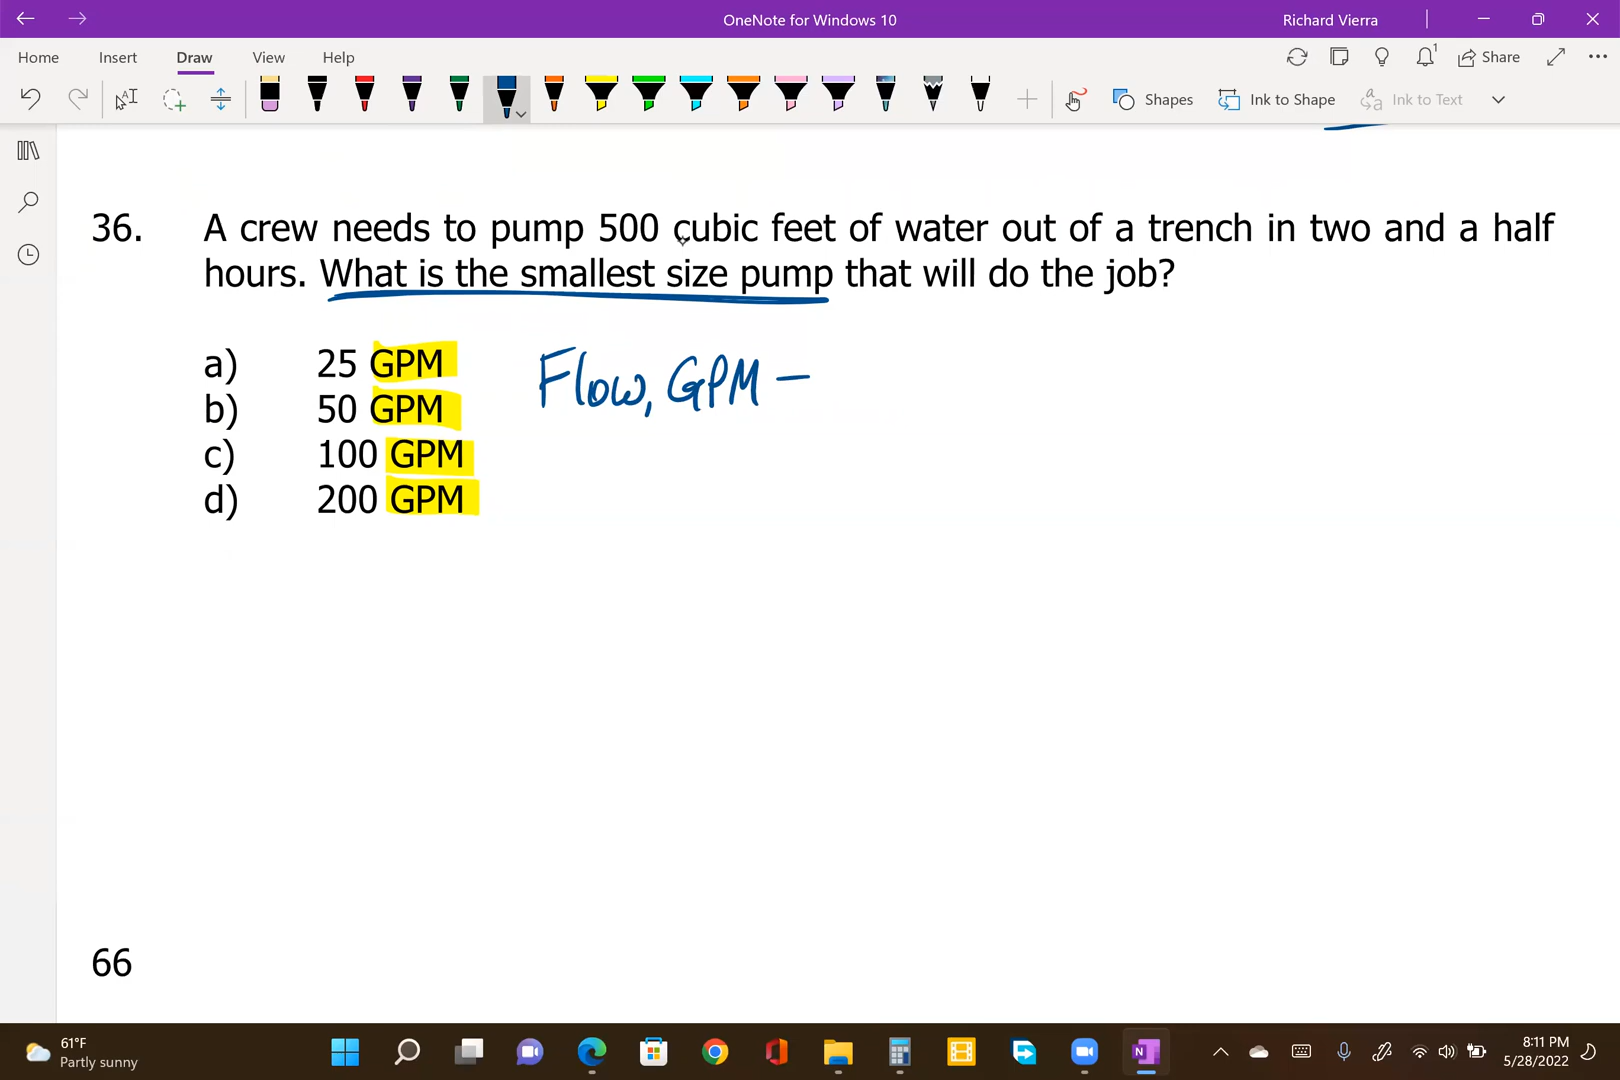 OneNote for Windows 10
Richard Vierra
Home Insert Draw View Help
1
Share
Shapes
Ink to Shape
Ink to Text
36. A crew needs to pump 500 cubic feet of water out of a trench in two and a half
hours. What is the smallest size pump that will do the job?
a) 25 GPM
b) 50 GPM
c) 100 GPM
d) 200 GPM
Flow, GPM –
66
61°F
Partly sunny
8:11 PM
5/28/2022